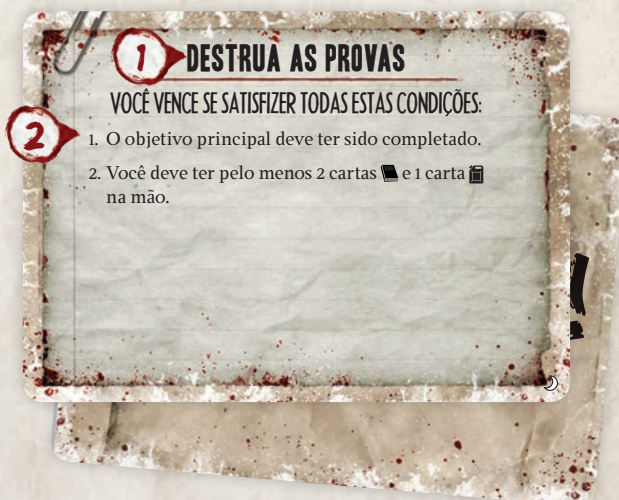 1 DESTRUA AS PROVAS
VOCÊ VENCE SE SATISFIZER TODAS ESTAS CONDIÇÕES:
2 1. O objetivo principal deve ter sido completado.
2. Você deve ter pelo menos 2 cartas e 1 carta
na mão.